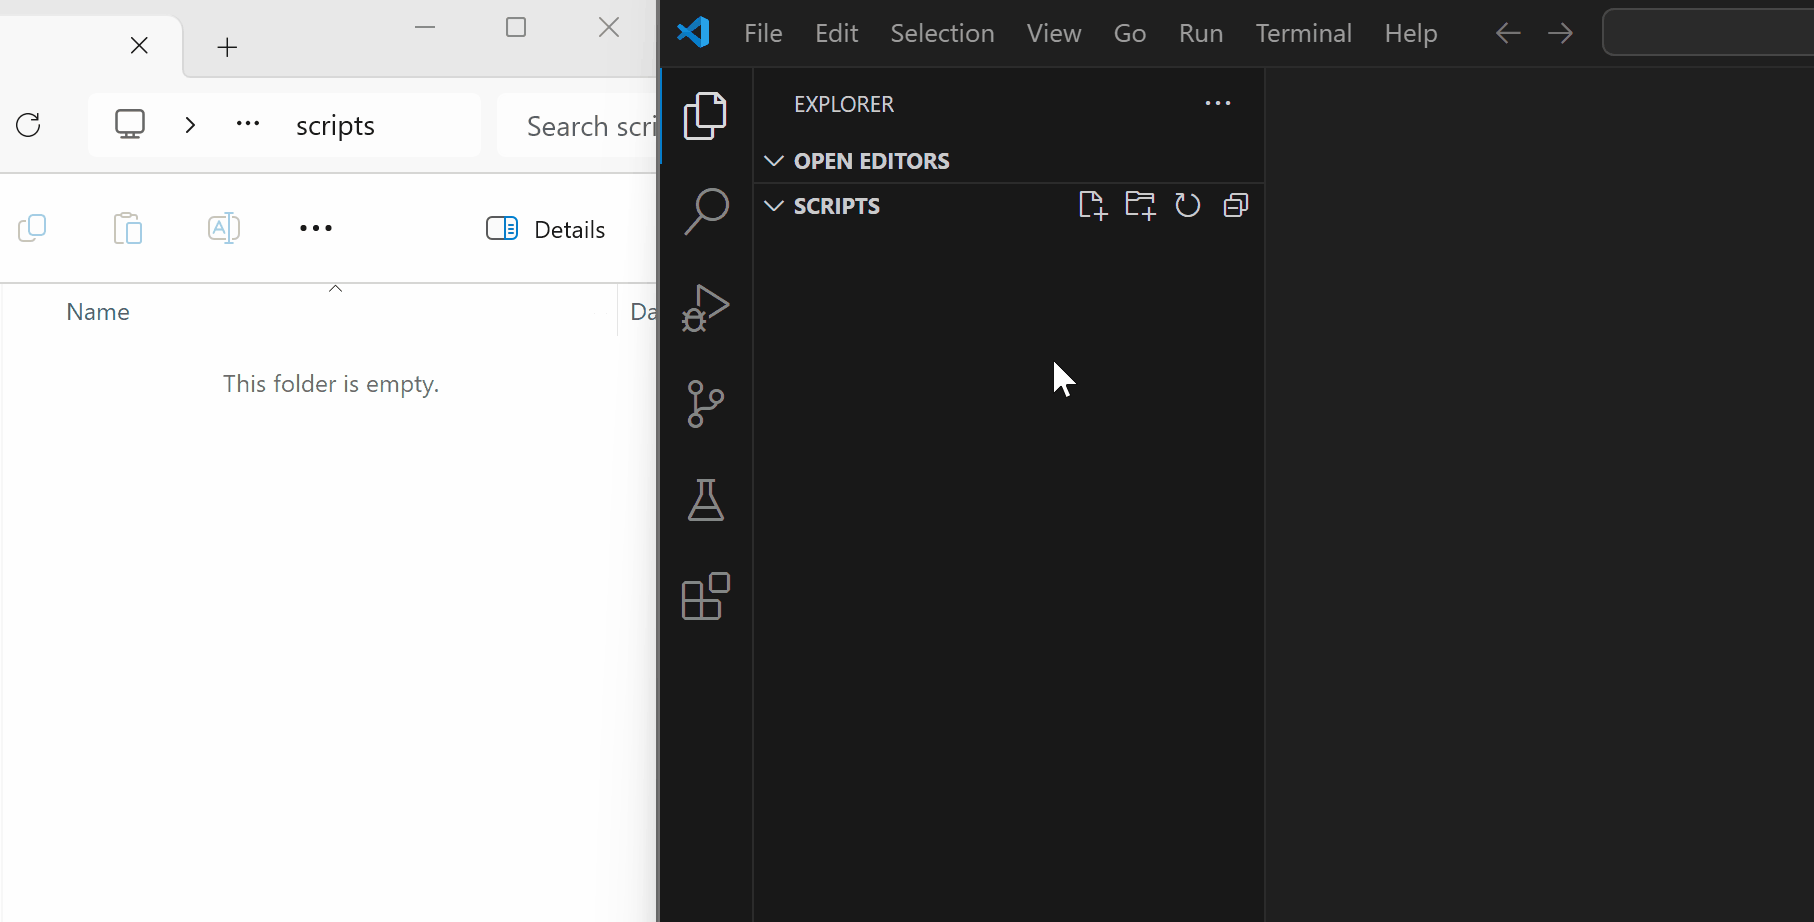 scripts
Search scri
Details
Name
Da
This folder is empty.
File Edit Selection View Go Run Terminal Help
EXPLORER
OPEN EDITORS
SCRIPTS